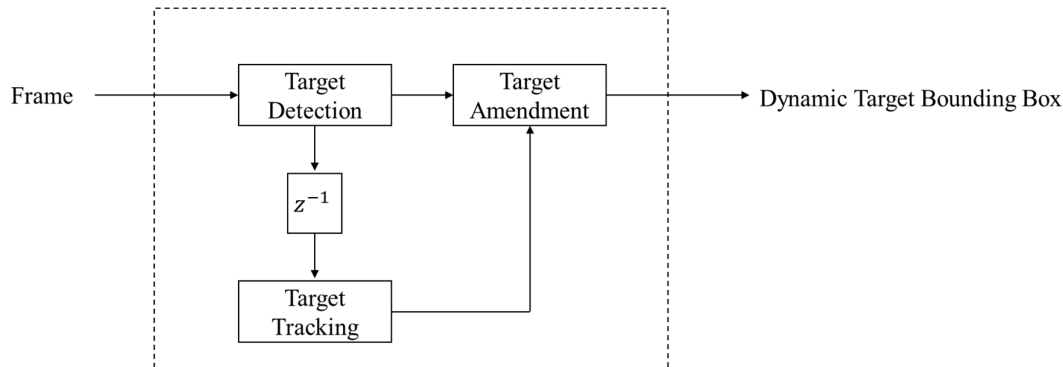 Frame
Target
Detection
Target
Amendment
Dynamic Target Bounding Box
z⁻¹
Target
Tracking